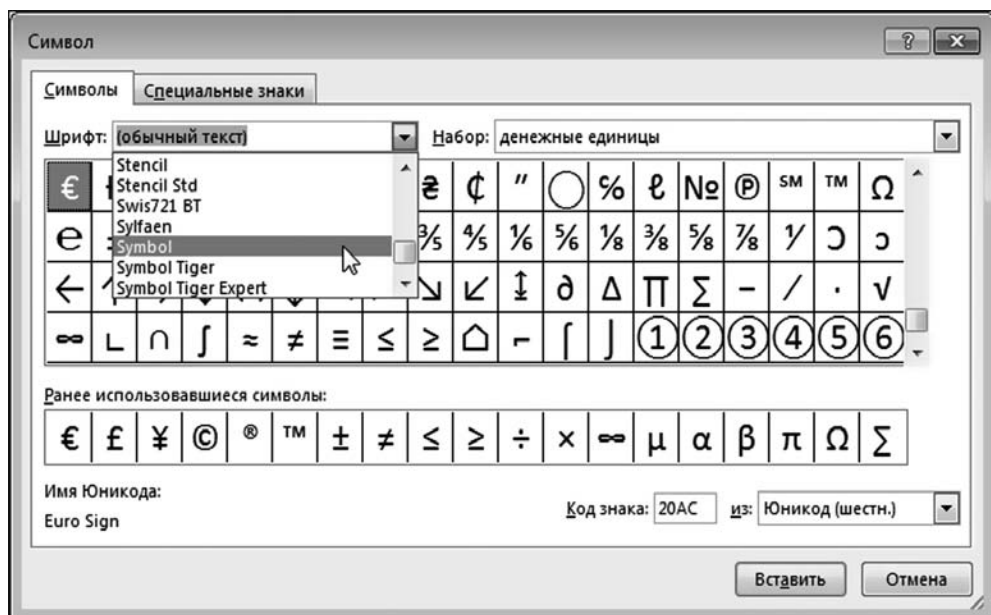 Символ
Символы Специальные знаки
Шрифт: (обычный текст) Набор: денежные единицы
Stencil
Stencil Std
Swis721 BT
Sylfaen
Symbol
Symbol Tiger
Symbol Tiger Expert
€ ₴ ₵ ″ ◯ ℅ ℓ № ℗ ℠ ™ Ω
℮ ⅗ ⅘ ⅙ ⅚ ⅛ ⅜ ⅝ ⅞ ⅟ Ↄ ↄ
← ↘ ↙ ↨ ∂ ∆ ∏ ∑ − ∕ ∙ √
∞ ∟ ∩ ∫ ≈ ≠ ≡ ≤ ≥ ⌂ ⌐ ⌠ ⌡ ① ② ③ ④ ⑤ ⑥
Ранее использовавшиеся символы:
€ £ ¥ © ® ™ ± ≠ ≤ ≥ ÷ × ∞ µ α β π Ω ∑
Имя Юникода:
Euro Sign
Код знака: 20AC из: Юникод (шестн.)
Вставить Отмена